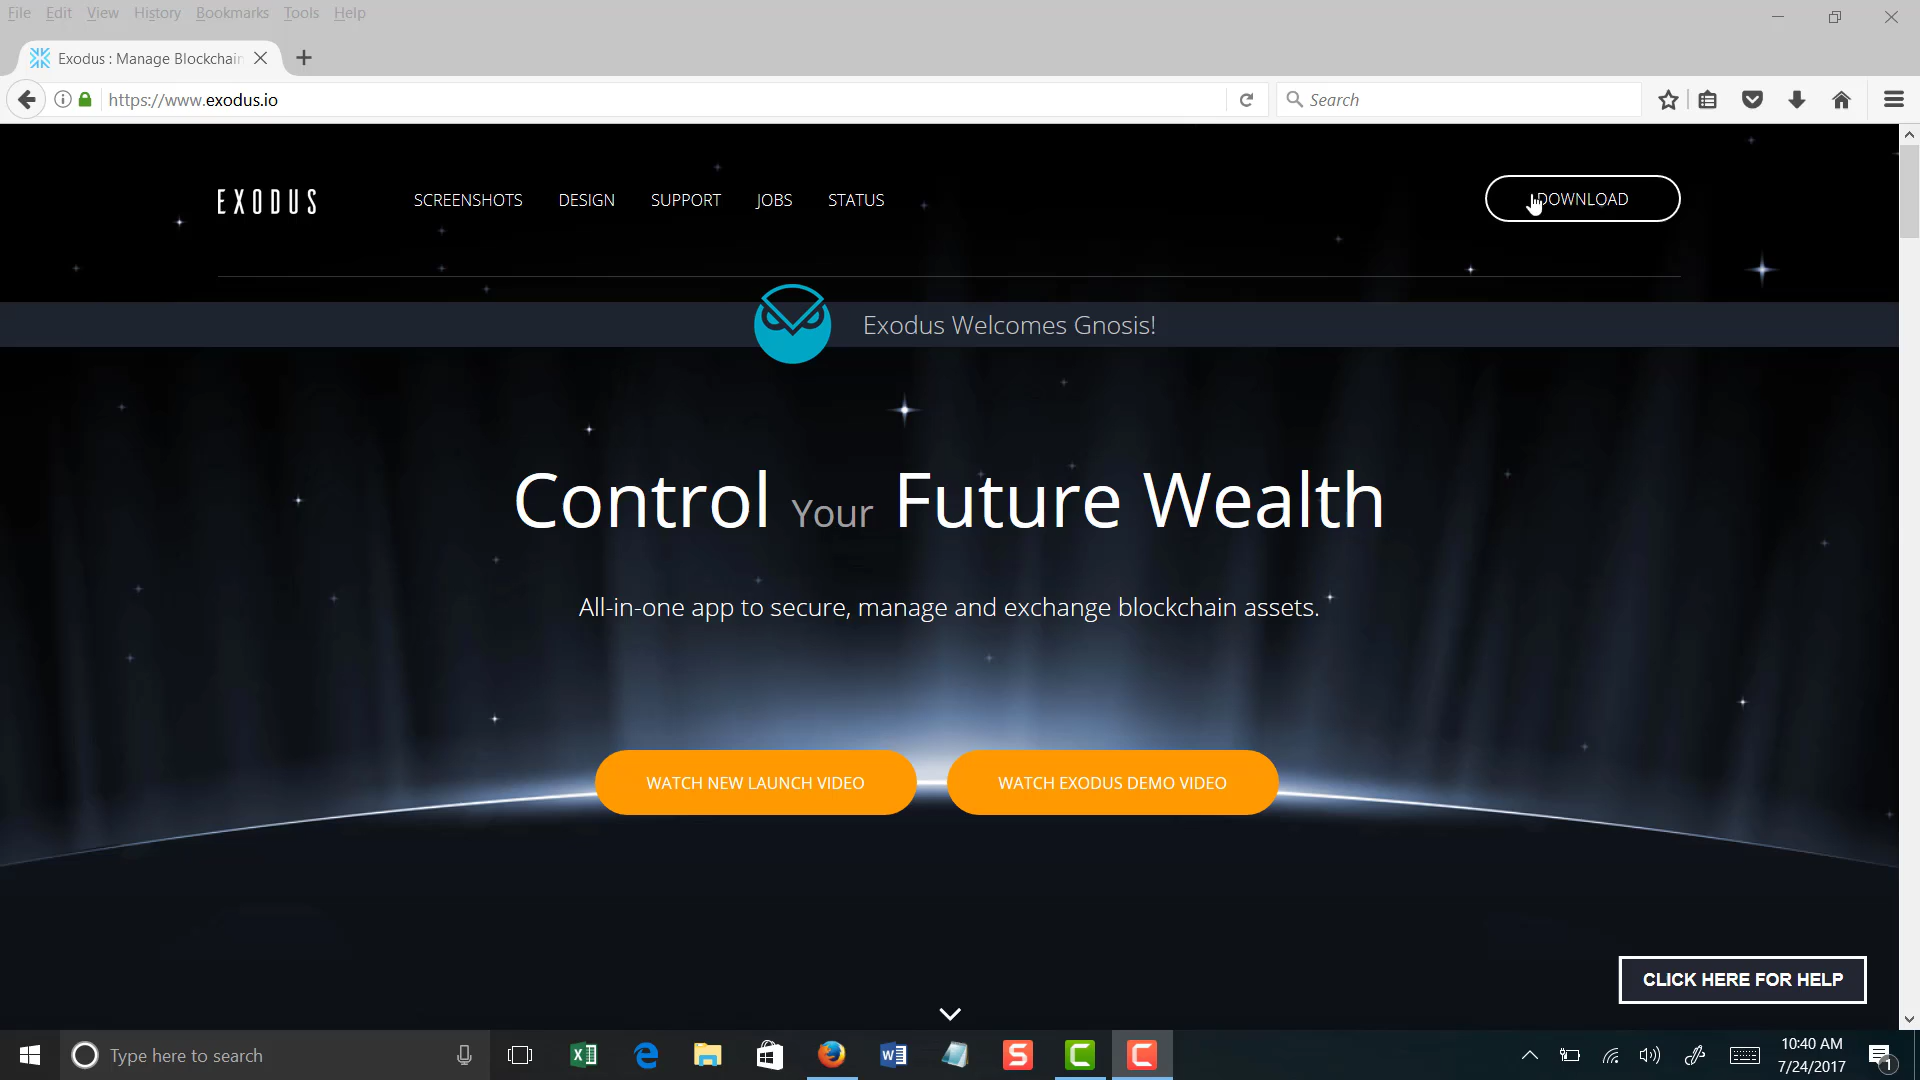 File Edit View History Bookmarks Tools Help
Exodus : Manage Blockchain
https://www.exodus.io
Search
EXODUS SCREENSHOTS DESIGN SUPPORT JOBS STATUS DOWNLOAD
Exodus Welcomes Gnosis!
Control Your Future Wealth
All-in-one app to secure, manage and exchange blockchain assets.
WATCH NEW LAUNCH VIDEO WATCH EXODUS DEMO VIDEO
CLICK HERE FOR HELP
Type here to search
10:40 AM
7/24/2017
1